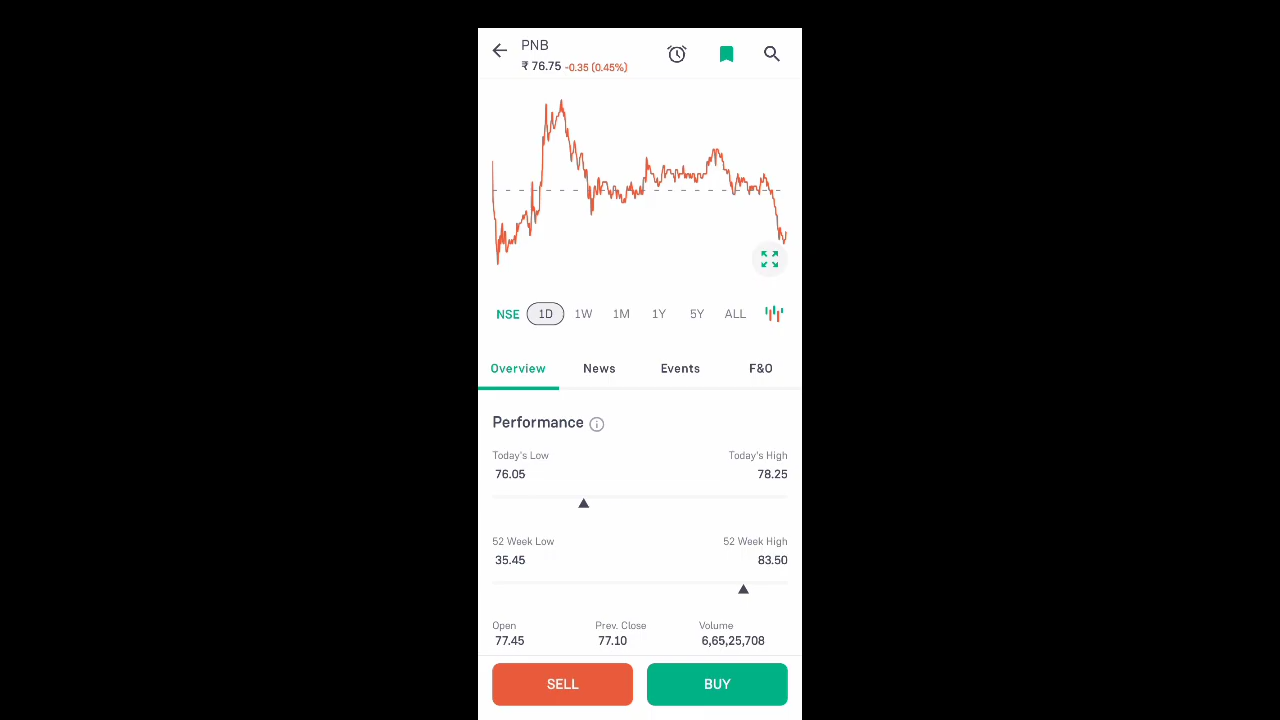 PNB
₹ 76.75 -0.35 (0.45%)
NSE 1D 1W 1M 1Y 5Y ALL
Overview News Events F&O
Performance
Today's Low Today's High
76.05 78.25
52 Week Low 52 Week High
35.45 83.50
Open Prev. Close Volume
77.45 77.10 6,65,25,708
SELL BUY